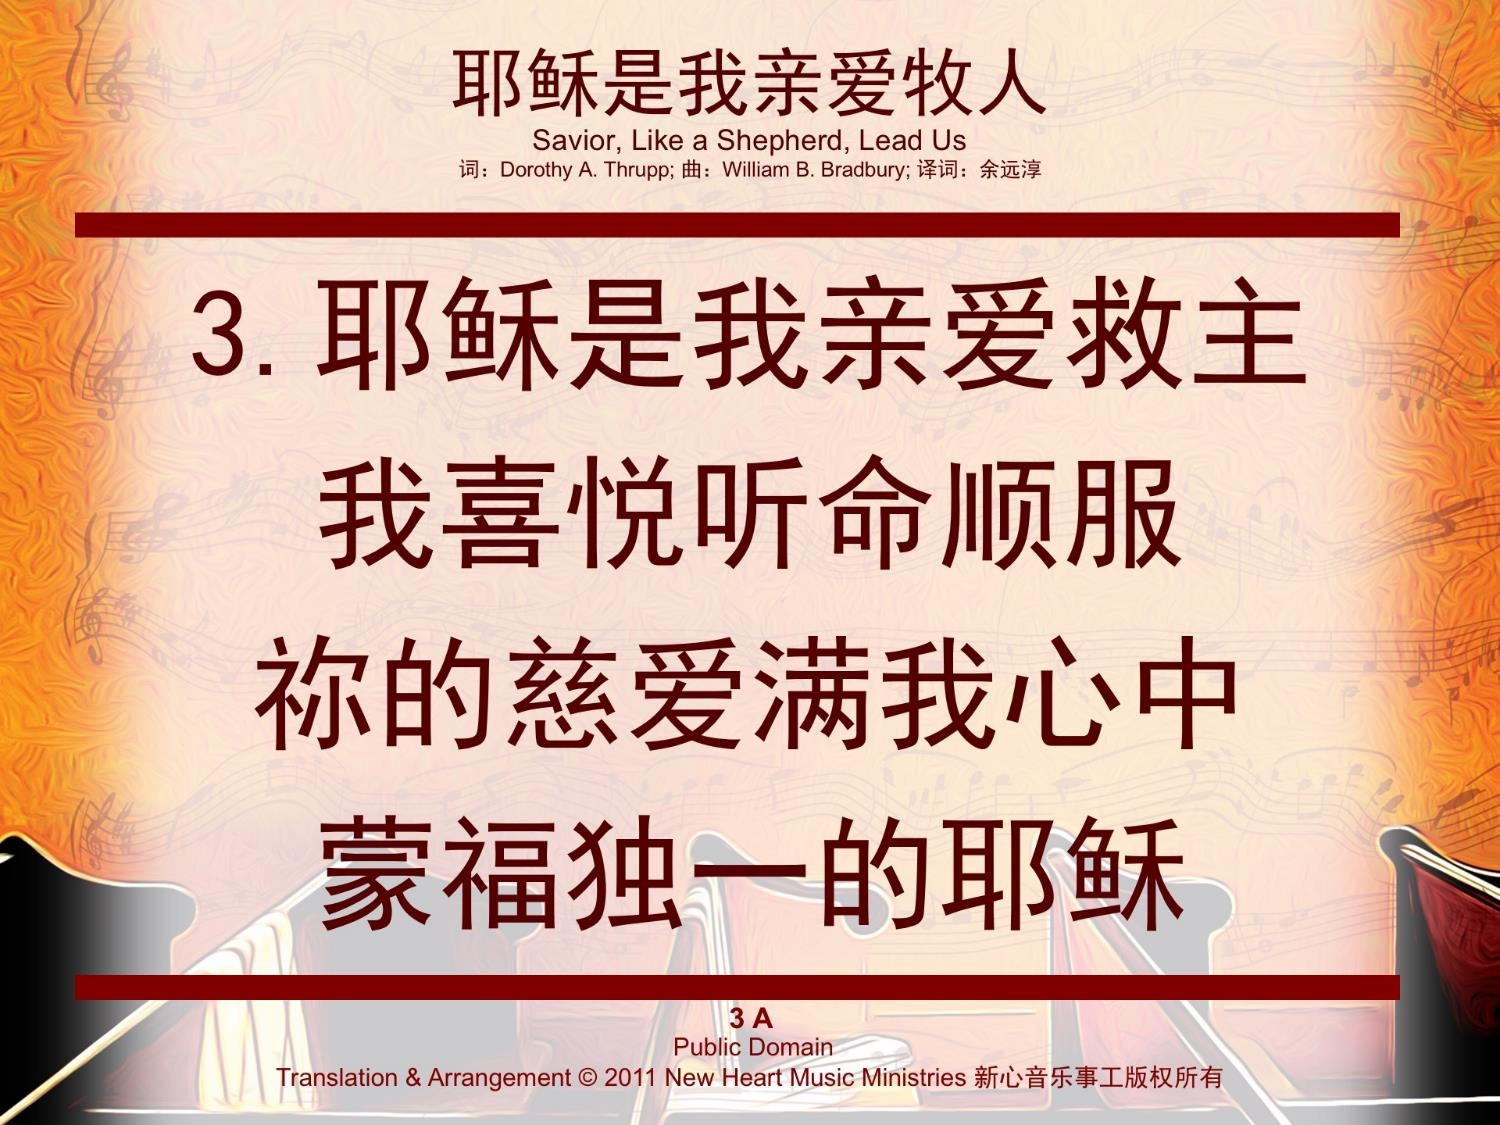 耶稣是我亲爱牧人
Savior, Like a Shepherd, Lead Us
词：Dorothy A. Thrupp; 曲：William B. Bradbury; 译词：余远淳
3. 耶稣是我亲爱救主
我喜悦听命顺服
祢的慈爱满我心中
蒙福独一的耶稣
3 A
Public Domain
Translation & Arrangement © 2011 New Heart Music Ministries 新心音乐事工版权所有